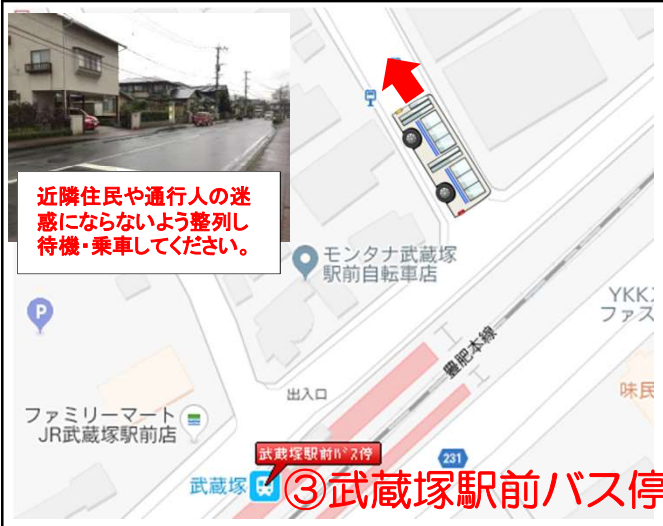 近隣住民や通行人の迷
惑にならないよう整列し
待機・乗車してください。
モンタナ武蔵塚
駅前自転車店
P
YKK
ファス
豊肥本線
味民
出入口
ファミリーマート
JR武蔵塚駅前店
武蔵塚駅前バス停
231
武蔵塚
③武蔵塚駅前バス停